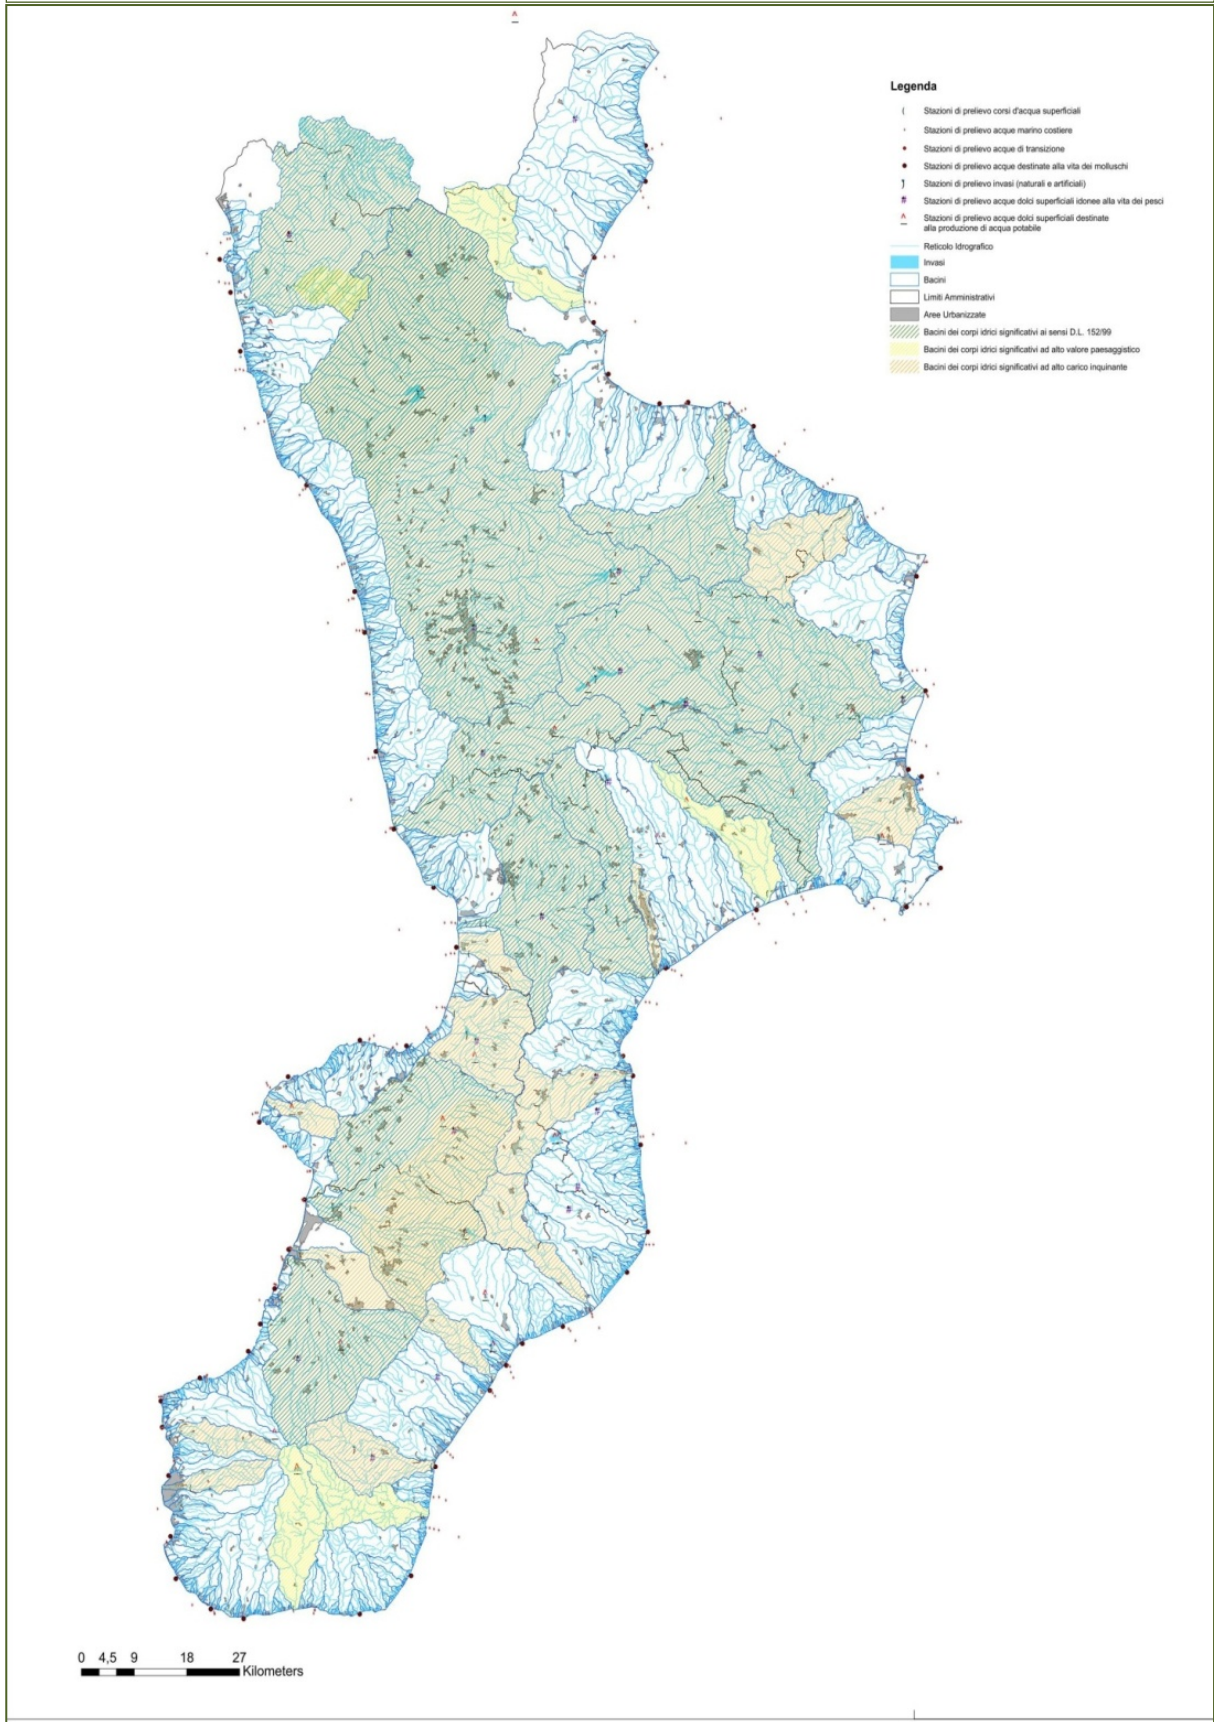 Legenda
Stazioni di prelievo corsi d'acqua superficiali
Stazioni di prelievo acque marino costiere
Stazioni di prelievo acque di transizione
Stazioni di prelievo acque destinate alla vita dei molluschi
Stazioni di prelievo invasi (naturali e artificiali)
Stazioni di prelievo acque dolci superficiali idonee alla vita dei pesci
Stazioni di prelievo acque dolci superficiali destinate
alla produzione di acqua potabile
Reticolo Idrografico
Invasi
Bacini
Limiti Amministrativi
Aree Urbanizzate
Bacini dei corpi idrici significativi ai sensi D.L. 152/99
Bacini dei corpi idrici significativi ad alto valore paesaggistico
Bacini dei corpi idrici significativi ad alto carico inquinante
0 4,5 9 18 27
Kilometers